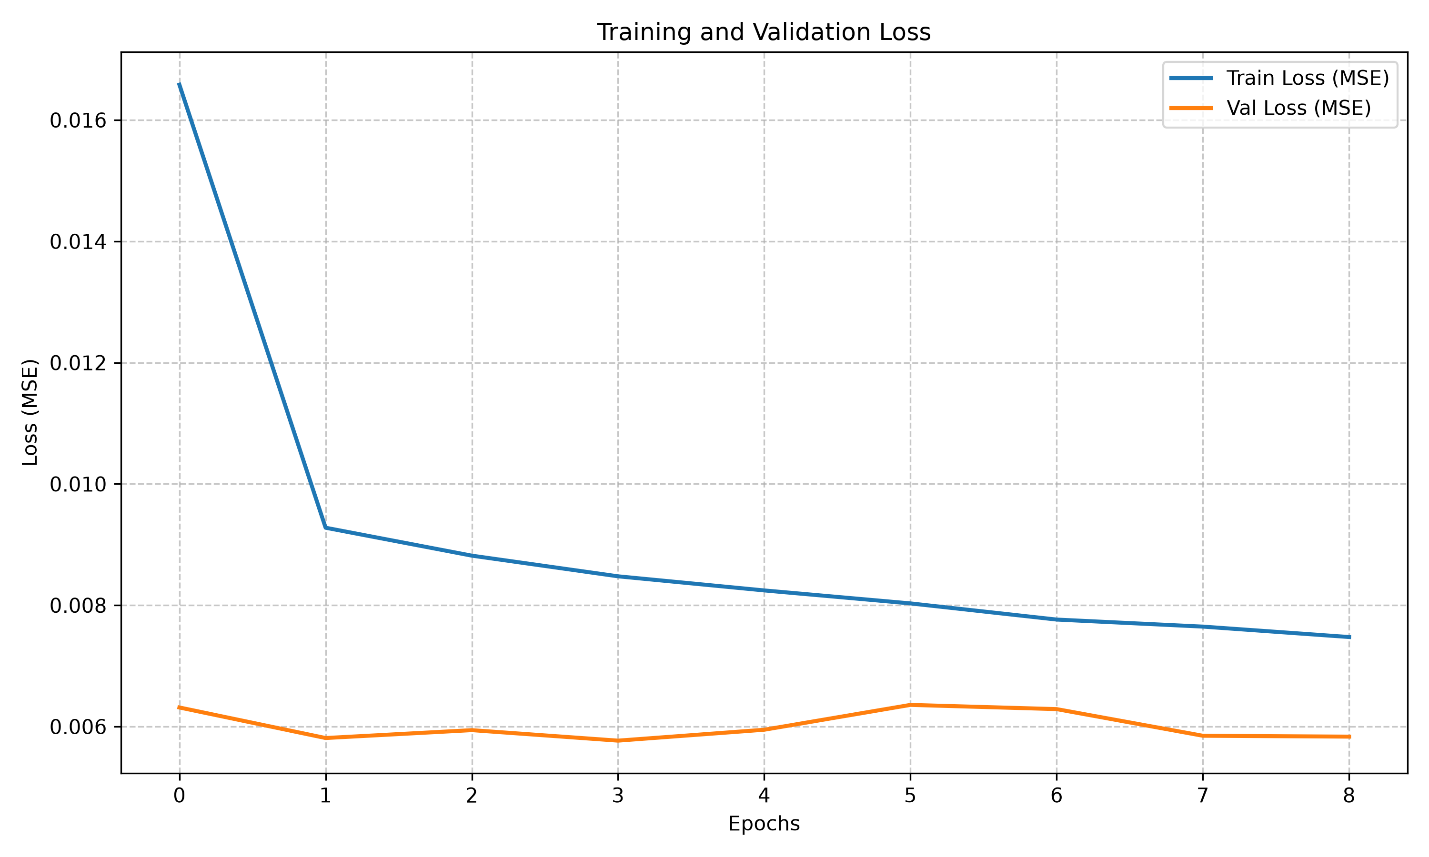 Training and Validation Loss
Train Loss (MSE)
Val Loss (MSE)
0.016
0.014
0.012
0.010
0.008
0.006
Loss (MSE)
0 1 2 3 4 5 6 7 8
Epochs